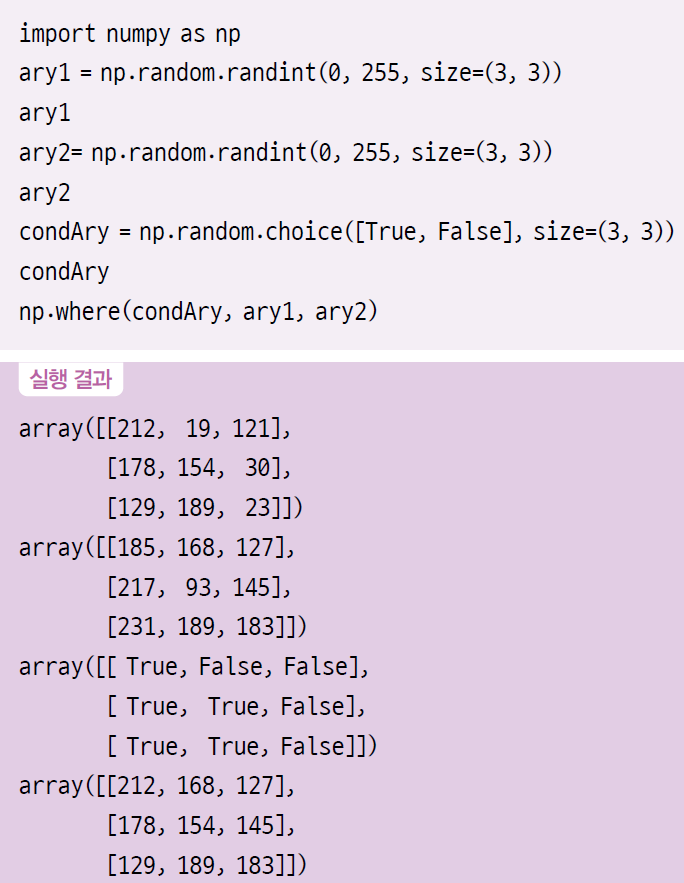 import numpy as np
ary1 = np.random.randint(0, 255, size=(3, 3))
ary1
ary2= np.random.randint(0, 255, size=(3, 3))
ary2
condAry = np.random.choice([True, False], size=(3, 3))
condAry
np.where(condAry, ary1, ary2)
실행 결과
array([[212,  19, 121],
       [178, 154,  30],
       [129, 189,  23]])
array([[185, 168, 127],
       [217,  93, 145],
       [231, 189, 183]])
array([[ True, False, False],
       [ True,  True, False],
       [ True,  True, False]])
array([[212, 168, 127],
       [178, 154, 145],
       [129, 189, 183]])